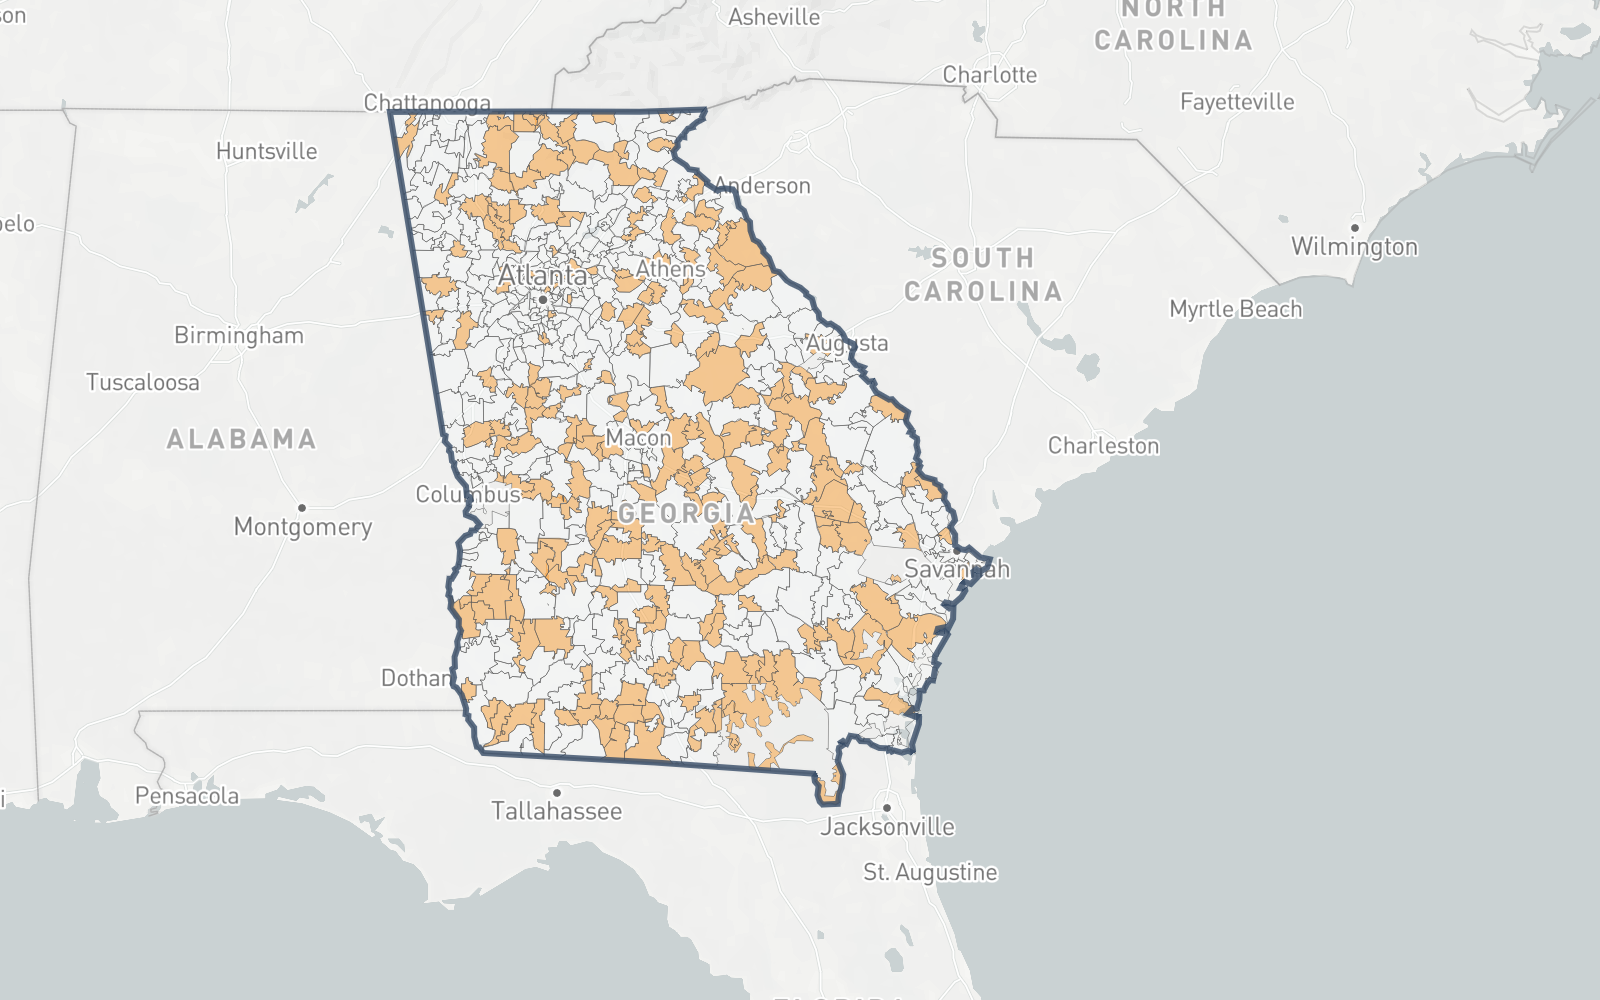 son
Asheville
NORTH
CAROLINA
Charlotte
Chattanooga
Fayetteville
Huntsville
Anderson
pelo
Wilmington
SOUTH
CAROLINA
Atlanta
Athens
Myrtle Beach
Birmingham
Augusta
Tuscaloosa
ALABAMA
Macon
Charleston
Columbus
GEORGIA
Montgomery
Savannah
Dothan
i
Pensacola
Tallahassee
Jacksonville
St. Augustine